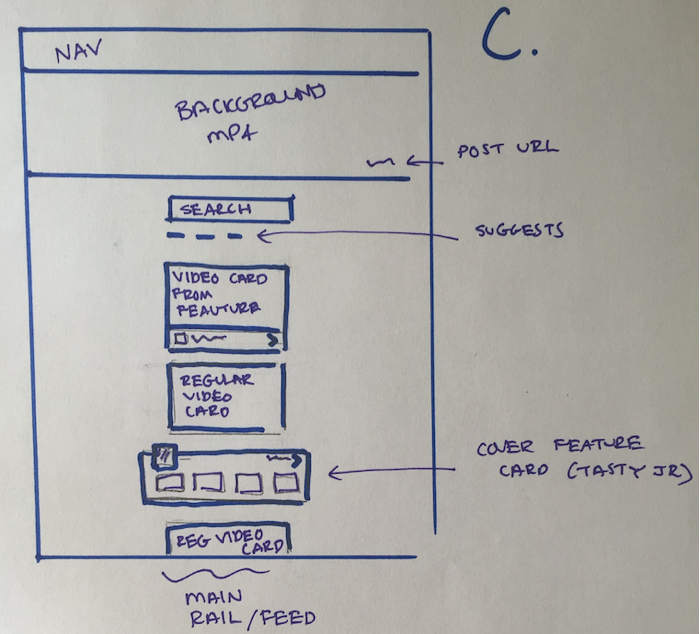 C.
NAV
BACKGROUND
MP4
POST URL
SEARCH
SUGGESTS
VIDEO CARD
FROM
FEAUTURE
REGULAR
VIDEO
CARD
COVER FEATURE
CARD (TASTY JR)
REG VIDEO
CARD
MAIN
RAIL/FEED